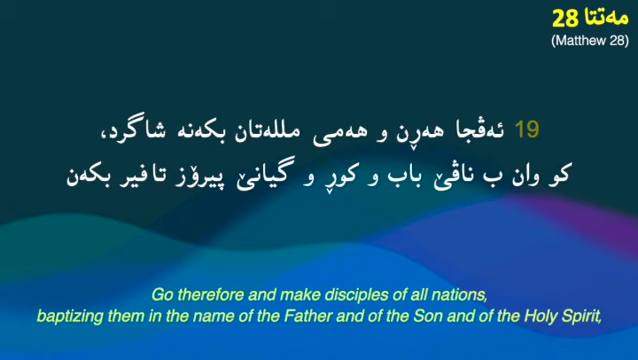 مەتتا 28
(Matthew 28)
19 ئەڤجا هەڕن و هەمی مللەتان بکەنە شاگرد،
کو وان ب ناڤێ باب و کوڕ و گیانێ پیرۆز تافیر بکەن
Go therefore and make disciples of all nations,
baptizing them in the name of the Father and of the Son and of the Holy Spirit,